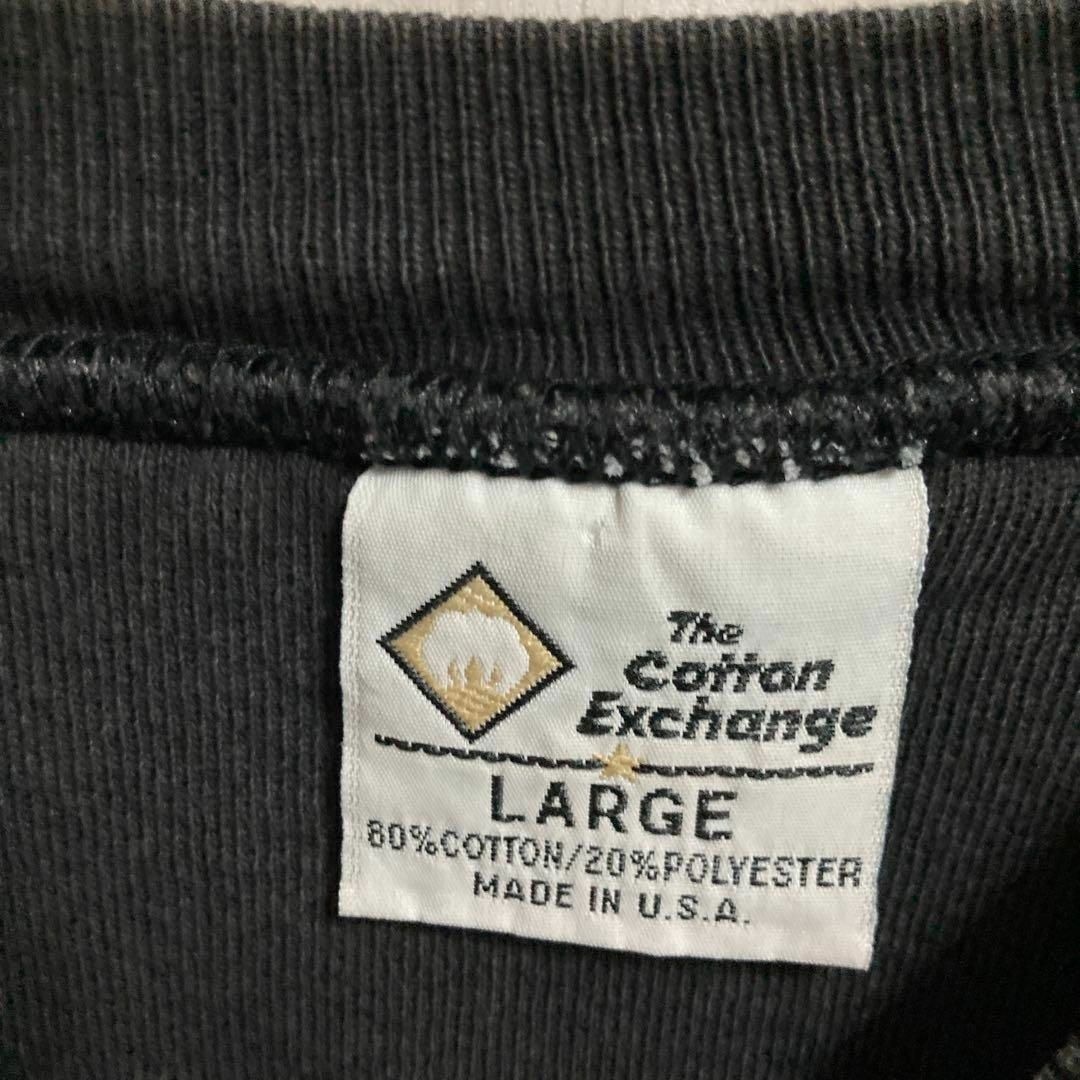 The
Cotton
Exchange
LARGE
80%COTTON/20%POLYESTER
MADE IN U.S.A.